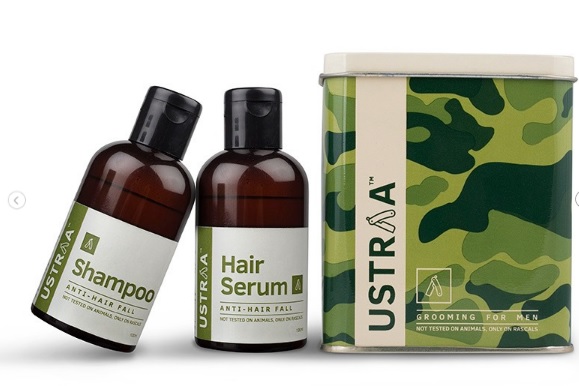 USTRAA
Shampoo
ANTI-HAIR FALL
NOT TESTED ON ANIMALS, ONLY ON RASCALS
USTRAA™
Hair
Serum
ANTI-HAIR FALL
NOT TESTED ON ANIMALS, ONLY ON RASCALS
USTRAA™
GROOMING FOR MEN
NOT TESTED ON ANIMALS, ONLY ON RASCALS